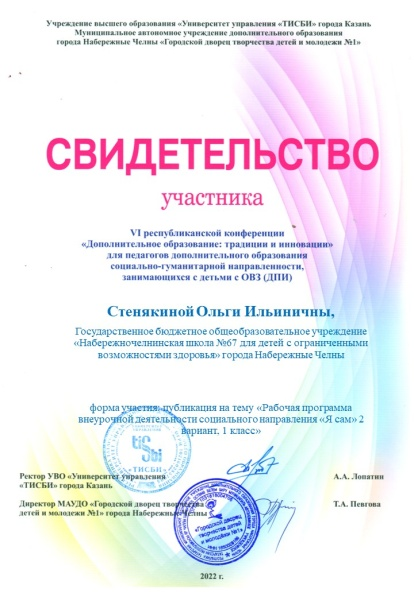 Учреждение высшего образования «Университет управления «ТИСБИ» города Казань
Муниципальное автономное учреждение дополнительного образования
города Набережные Челны «Городской дворец творчества детей и молодежи №1»
СВИДЕТЕЛЬСТВО
участника
VI республиканской конференции
«Дополнительное образование: традиции и инновации»
для педагогов дополнительного образования
социально-гуманитарной направленности,
занимающихся с детьми с ОВЗ (ДПИ)
Стенякиной Ольги Ильиничны,
Государственное бюджетное общеобразовательное учреждение
«Набережночелнинская школа №67 для детей с ограниченными
возможностями здоровья» города Набережные Челны
форма участия: публикация на тему «Рабочая программа
внеурочной деятельности социального направления «Я сам» 2
вариант, 1 класс»
«ТИСБИ»
Ректор УВО «Университет управления
«ТИСБИ» города Казань
А.А. Лопатин
Директор МАУДО «Городской дворец творчества
детей и молодежи №1» города Набережные Челны
Т.А. Певгова
«Городской дворец
творчества детей
и молодёжи №1»
2022 г.